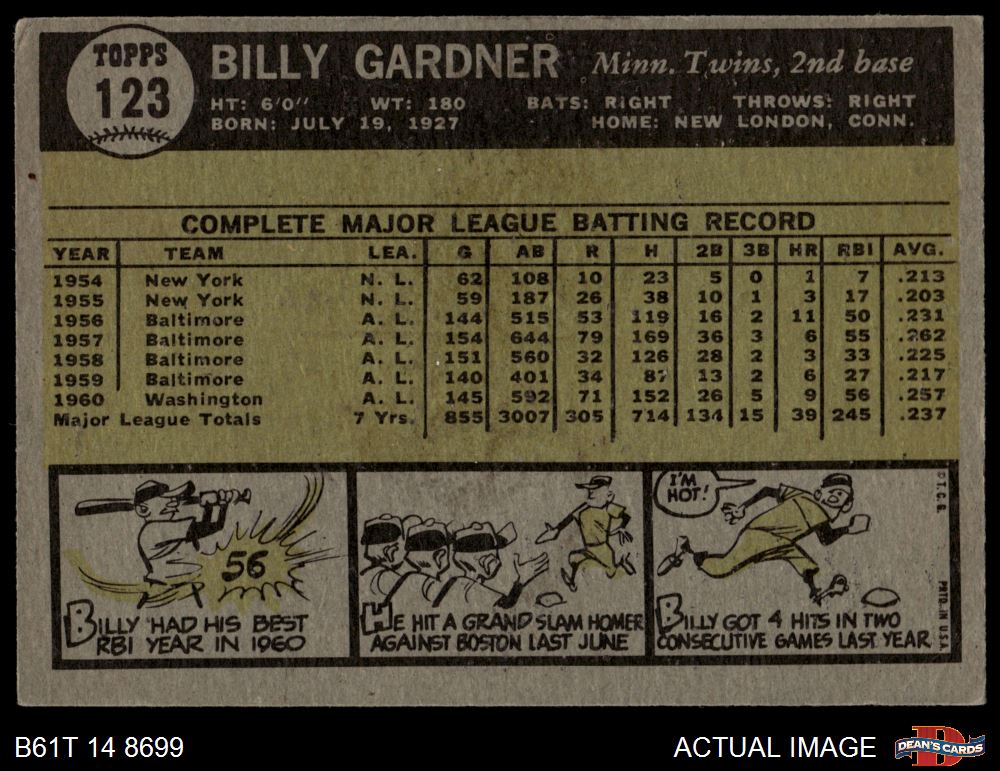 TOPPS
123
BILLY GARDNER Minn. Twins, 2nd base
HT: 6'0" WT: 180 BATS: RIGHT THROWS: RIGHT
BORN: JULY 19, 1927 HOME: NEW LONDON, CONN.
COMPLETE MAJOR LEAGUE BATTING RECORD
YEAR TEAM LEA. G AB R H 2B 3B HR RBI AVG.
1954 New York N. L. 62 108 10 23 5 0 1 7 .213
1955 New York N. L. 59 187 26 38 10 1 3 17 .203
1956 Baltimore A. L. 144 515 53 119 16 2 11 50 .231
1957 Baltimore A. L. 154 644 79 169 36 3 6 55 .262
1958 Baltimore A. L. 151 560 32 126 28 2 3 33 .225
1959 Baltimore A. L. 140 401 34 87 13 2 6 27 .217
1960 Washington A. L. 145 592 71 152 26 5 9 56 .257
Major League Totals 7 Yrs. 855 3007 305 714 134 15 39 245 .237
56
BILLY HAD HIS BEST
RBI YEAR IN 1960
HE HIT A GRAND SLAM HOMER
AGAINST BOSTON LAST JUNE
I'M
HOT!
BILLY GOT 4 HITS IN TWO
CONSECUTIVE GAMES LAST YEAR
© T. C. G.
PRTD. IN U.S.A.
B61T 14 8699
ACTUAL IMAGE
DEAN'S CARDS